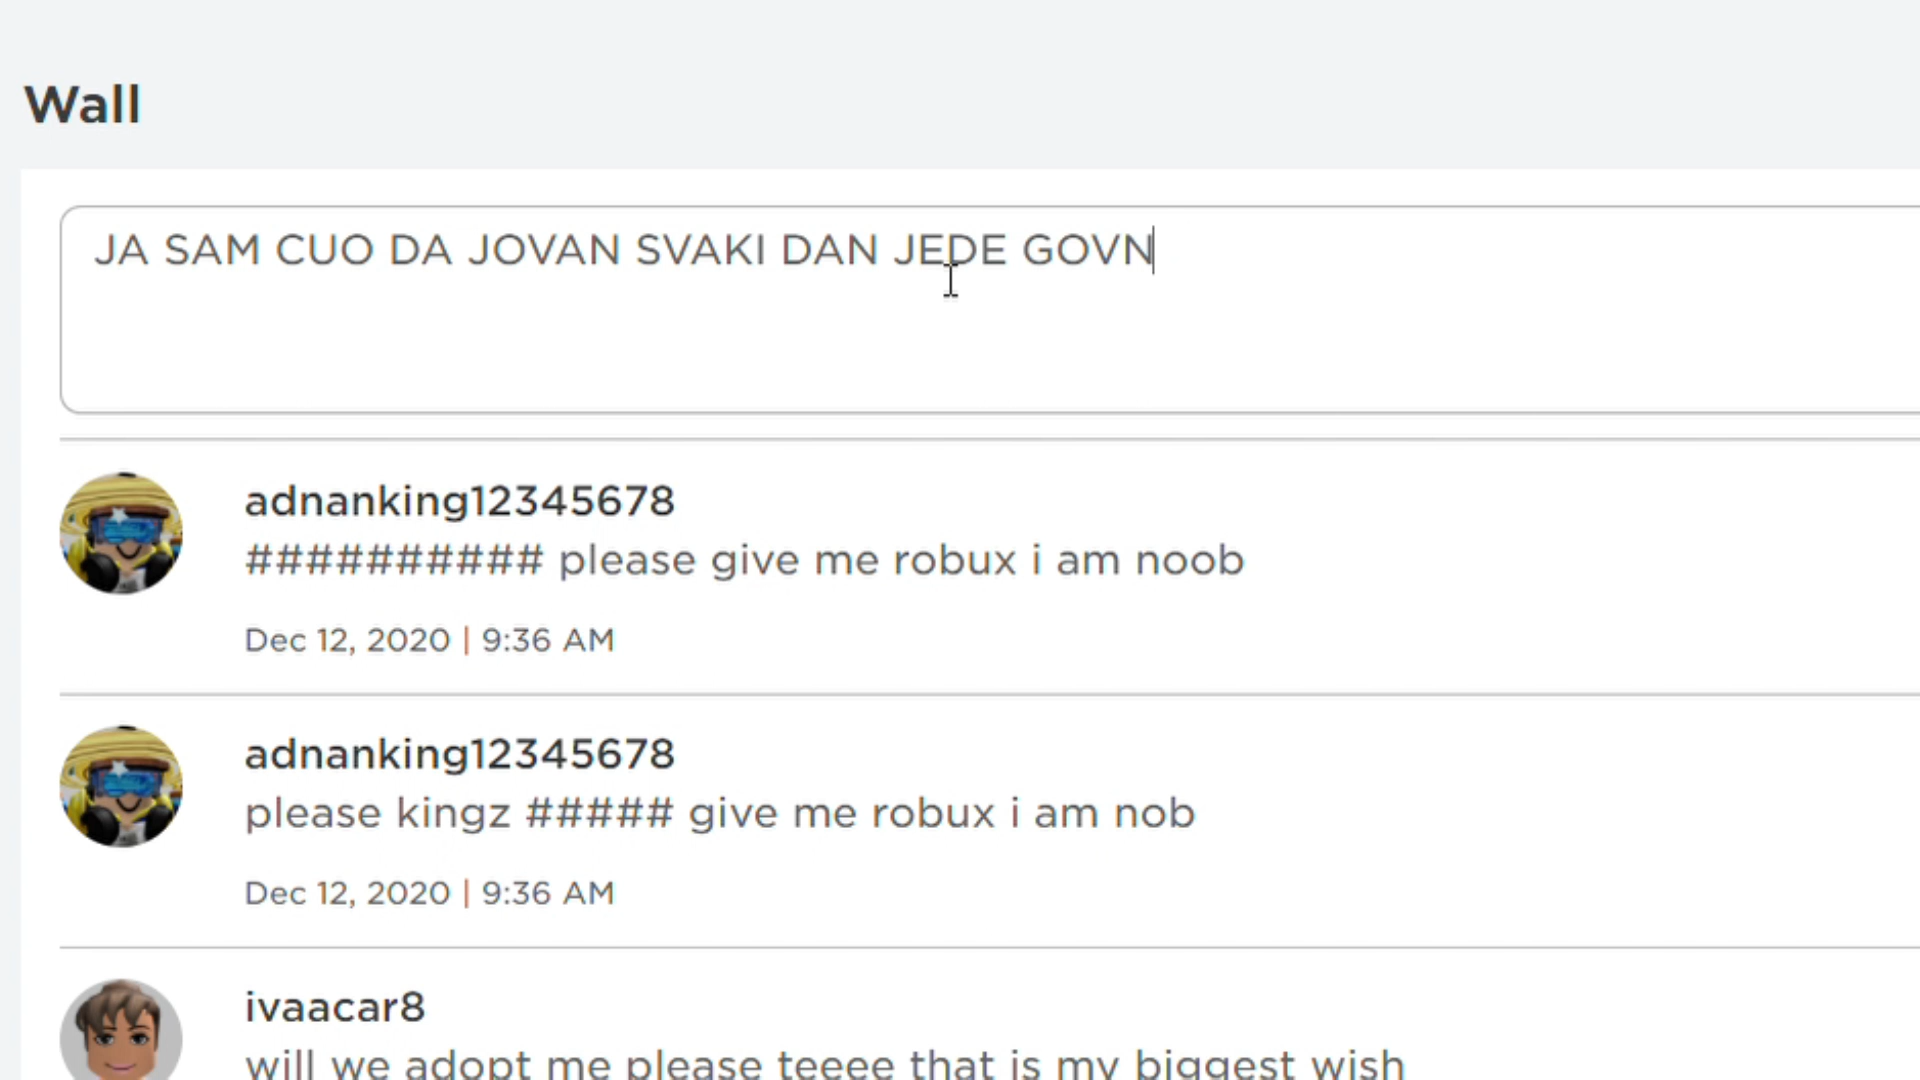 Wall
JA SAM CUO DA JOVAN SVAKI DAN JEDE GOVN
adnanking12345678
########## please give me robux i am noob
Dec 12, 2020 | 9:36 AM
adnanking12345678
please kingz ##### give me robux i am nob
Dec 12, 2020 | 9:36 AM
ivaacar8
will we adopt me please teeee that is my biggest wish